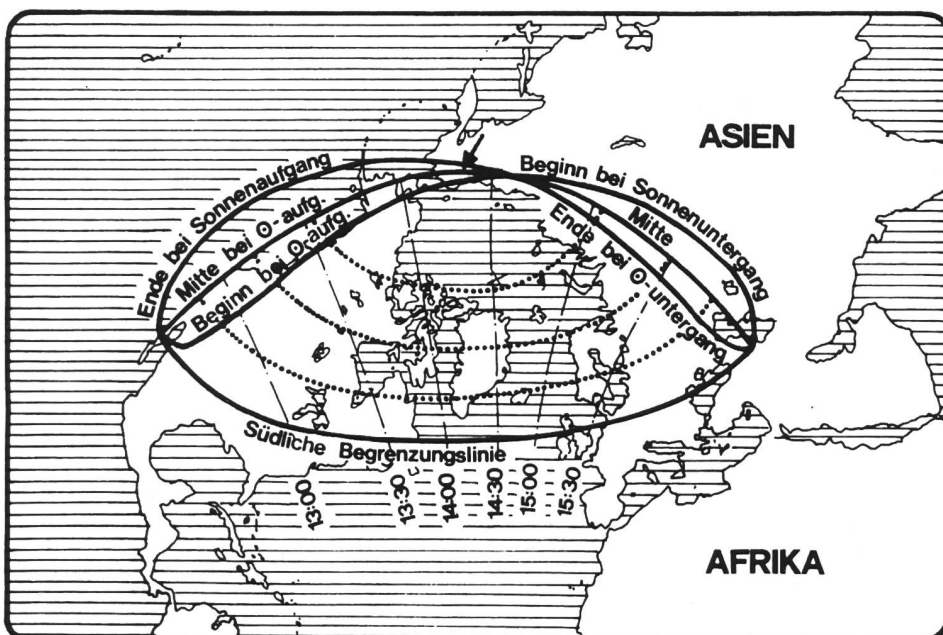 ASIEN
Ende bei Sonnenaufgang
Mitte bei ʘ-aufg.
Beginn bei ʘ-aufg.
Beginn bei Sonnenuntergang
Mitte
Ende bei ʘ-untergang
Südliche Begrenzungslinie
13:00
13:30
14:00
14:30
15:00
15:30
AFRIKA